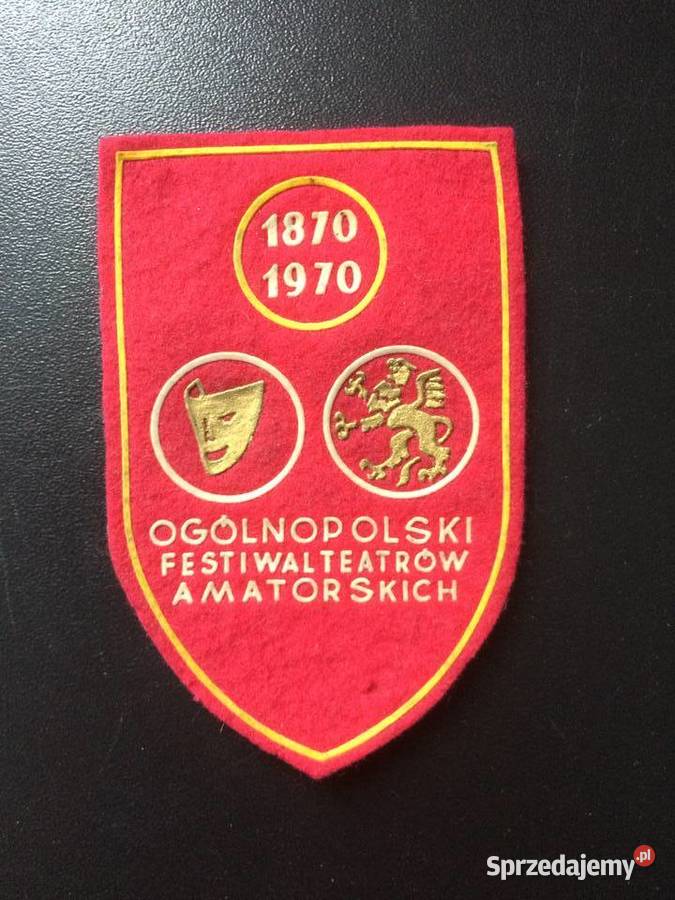 1870
1970
OGÓLNOPOLSKI
FESTIWAL TEATRÓW
AMATORSKICH
Sprzedajemy.pl